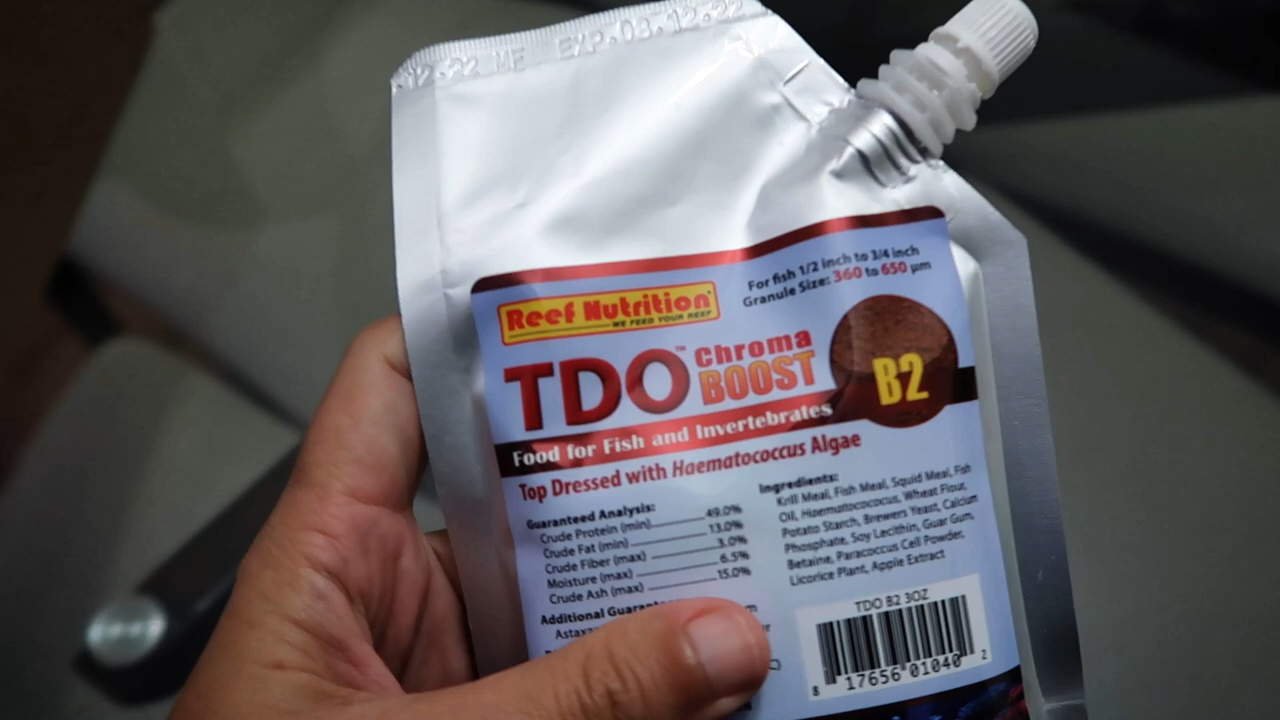 12.22 MF EXP.03.12.22
For fish 1/2 inch to 3/4 inch
Granule Size: 360 to 650 µm
Reef Nutrition
WE FEED YOUR REEF
TDO™ Chroma
BOOST
B2
Food for Fish and Invertebrates
Top Dressed with Haematococcus Algae
Guaranteed Analysis:
Crude Protein (min) 49.0%
Crude Fat (min) 13.0%
Crude Fiber (max) 3.0%
Moisture (max) 6.5%
Crude Ash (max) 15.0%
Additional
Ingredients:
Krill Meal, Fish Meal, Squid Meal, Fish
Oil, Haematococcus, Wheat Flour,
Potato Starch, Brewers Yeast, Calcium
Phosphate, Soy Lecithin, Guar Gum,
Betaine, Paracoccus Cell Powder,
Licorice Plant, Apple Extract
TDO B2 3OZ
8 17656 01040 2